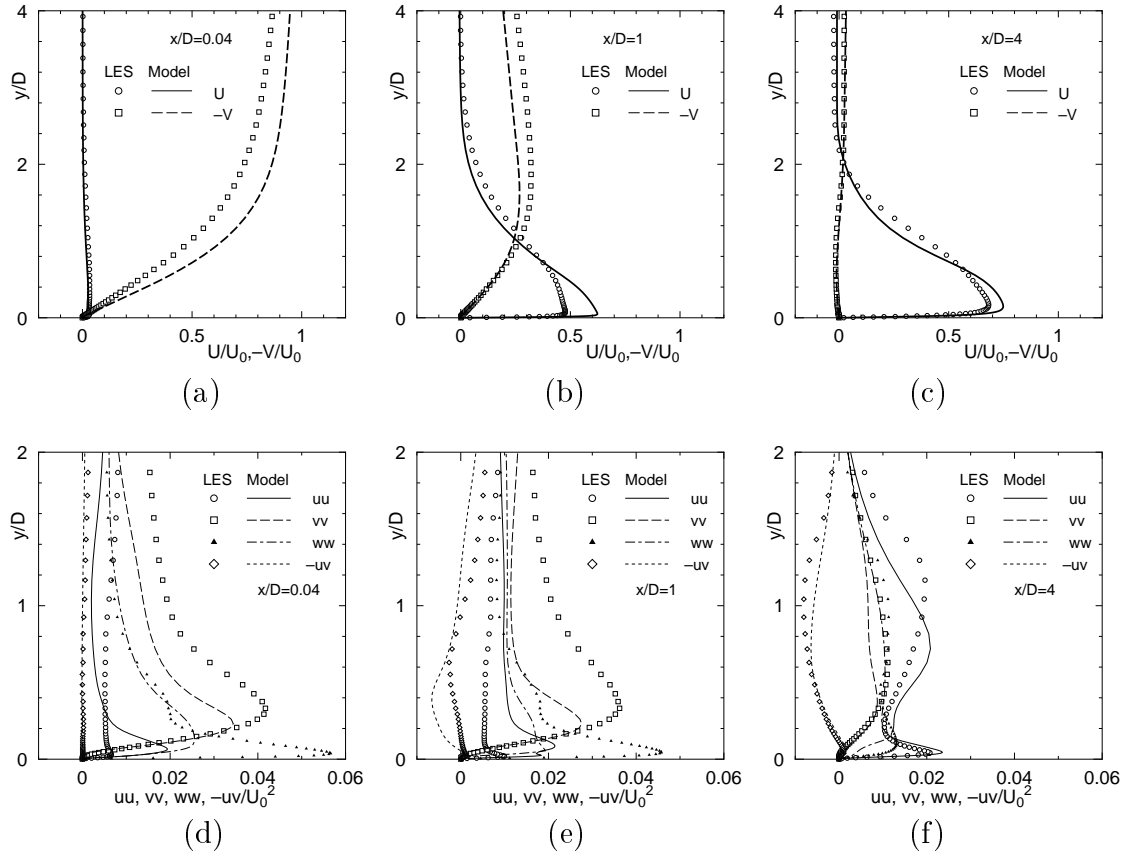 4
2
0
y/D
x/D=0.04
LES Model
U
–V
0 0.5 1
U/U0,–V/U0
(a)
4
2
0
y/D
x/D=1
LES Model
U
–V
0 0.5 1
U/U0,–V/U0
(b)
4
2
0
y/D
x/D=4
LES Model
U
–V
0 0.5 1
U/U0,–V/U0
(c)
2
1
0
y/D
LES Model
uu
vv
ww
–uv
x/D=0.04
0 0.02 0.04 0.06
uu, vv, ww, –uv/U0^2
(d)
2
1
0
y/D
LES Model
uu
vv
ww
–uv
x/D=1
0 0.02 0.04 0.06
uu, vv, ww, –uv/U0^2
(e)
2
1
0
y/D
LES Model
uu
vv
ww
–uv
x/D=4
0 0.02 0.04 0.06
uu, vv, ww, –uv/U0^2
(f)